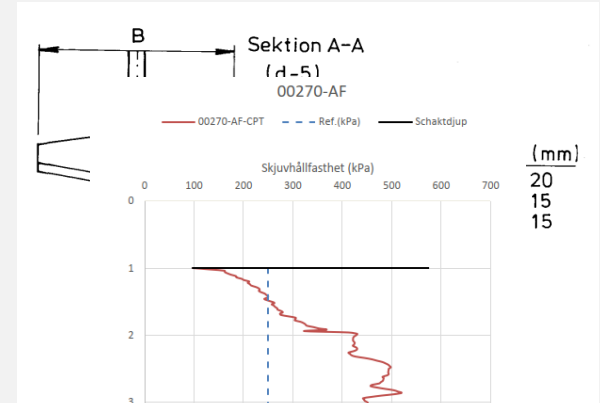 B
Sektion A-A
(d-5)
00270-AF
00270-AF-CPT Ref.(kPa) Schaktdjup
(mm)
20
15
15
Skjuvhållfasthet (kPa)
0 100 200 300 400 500 600 700
0
1
2
3